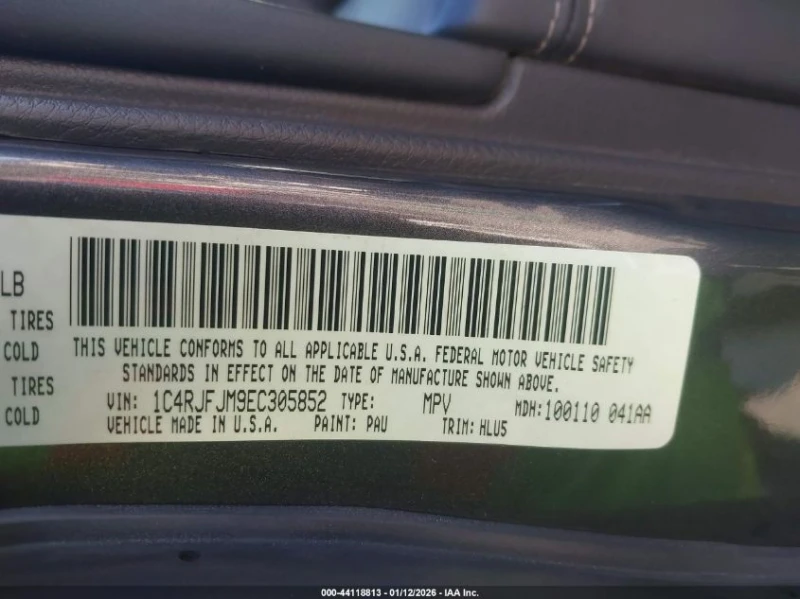 LB
TIRES
COLD
TIRES
COLD
THIS VEHICLE CONFORMS TO ALL APPLICABLE U.S.A. FEDERAL MOTOR VEHICLE SAFETY
STANDARDS IN EFFECT ON THE DATE OF MANUFACTURE SHOWN ABOVE.
VIN: 1C4RJFJM9EC305852 TYPE: MPV MDH:100110 041AA
VEHICLE MADE IN U.S.A. PAINT: PAU TRIM: HLU5
000-44118813 - 01/12/2026 - IAA Inc.